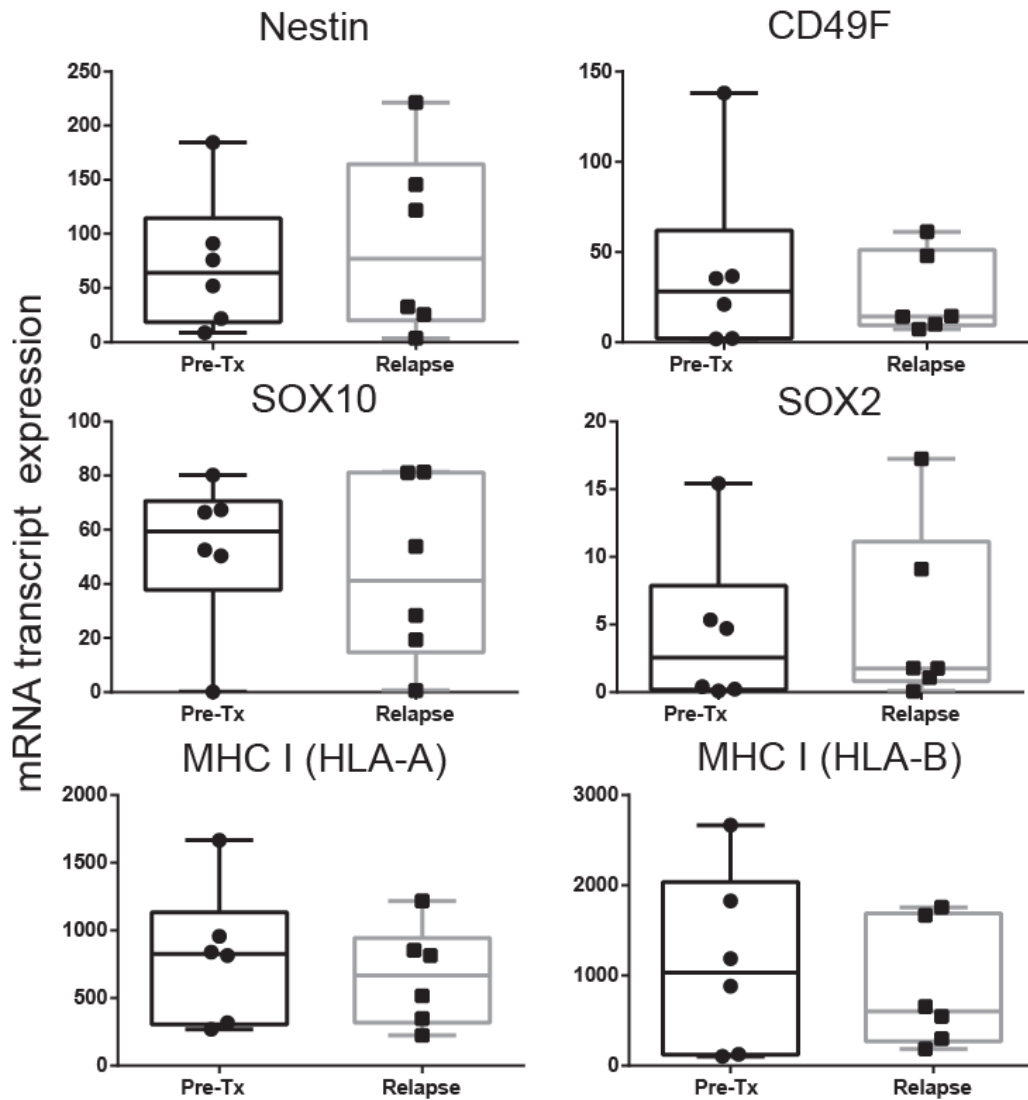 Nestin
CD49F
250
200
150
100
50
0
Pre-Tx
Relapse
150
100
50
0
Pre-Tx
Relapse
SOX10
SOX2
100
80
60
40
20
0
Pre-Tx
Relapse
20
15
10
5
0
Pre-Tx
Relapse
MHC I (HLA-A)
MHC I (HLA-B)
2000
1500
1000
500
0
Pre-Tx
Relapse
3000
2000
1000
0
Pre-Tx
Relapse
mRNA transcript expression